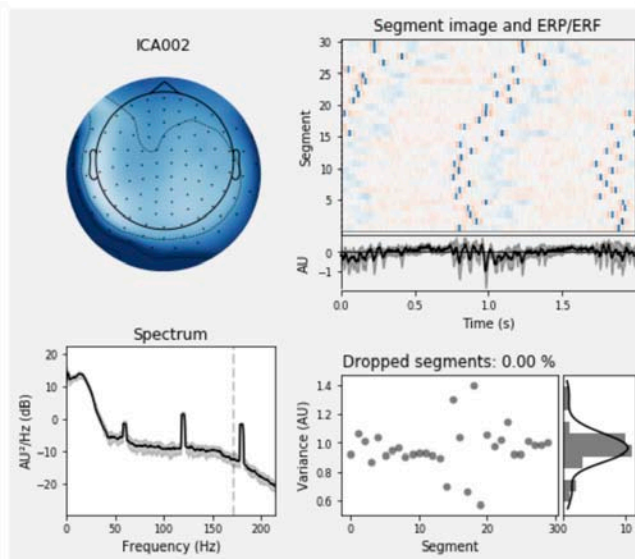 ICA002
Segment image and ERP/ERF
30
25
20
15
10
5
Segment
0
−1
AU
0.0 0.5 1.0 1.5
Time (s)
Spectrum
20
10
0
−10
−20
AU²/Hz (dB)
0 50 100 150 200
Frequency (Hz)
Dropped segments: 0.00 %
1.4
1.2
1.0
0.8
0.6
Variance (AU)
0 10 20 300 10
Segment